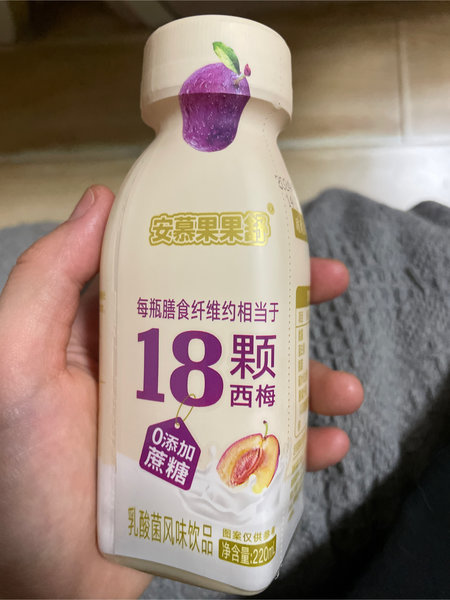 安慕果果舒
每瓶膳食纤维约相当于
18颗
西梅
0添加
蔗糖
乳酸菌风味饮品
图案仅供参考
净含量:220mL